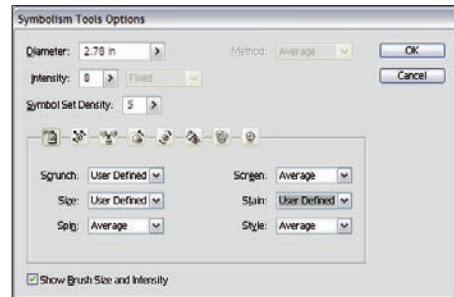 Symbolism Tools Options
Diameter: 2.78 in
Method: Average
OK
Intensity: 8 Fixed
Cancel
Symbol Set Density: 5
Scrunch: User Defined
Screen: Average
Size: User Defined
Stain: User Defined
Spin: Average
Style: Average
Show Brush Size and Intensity